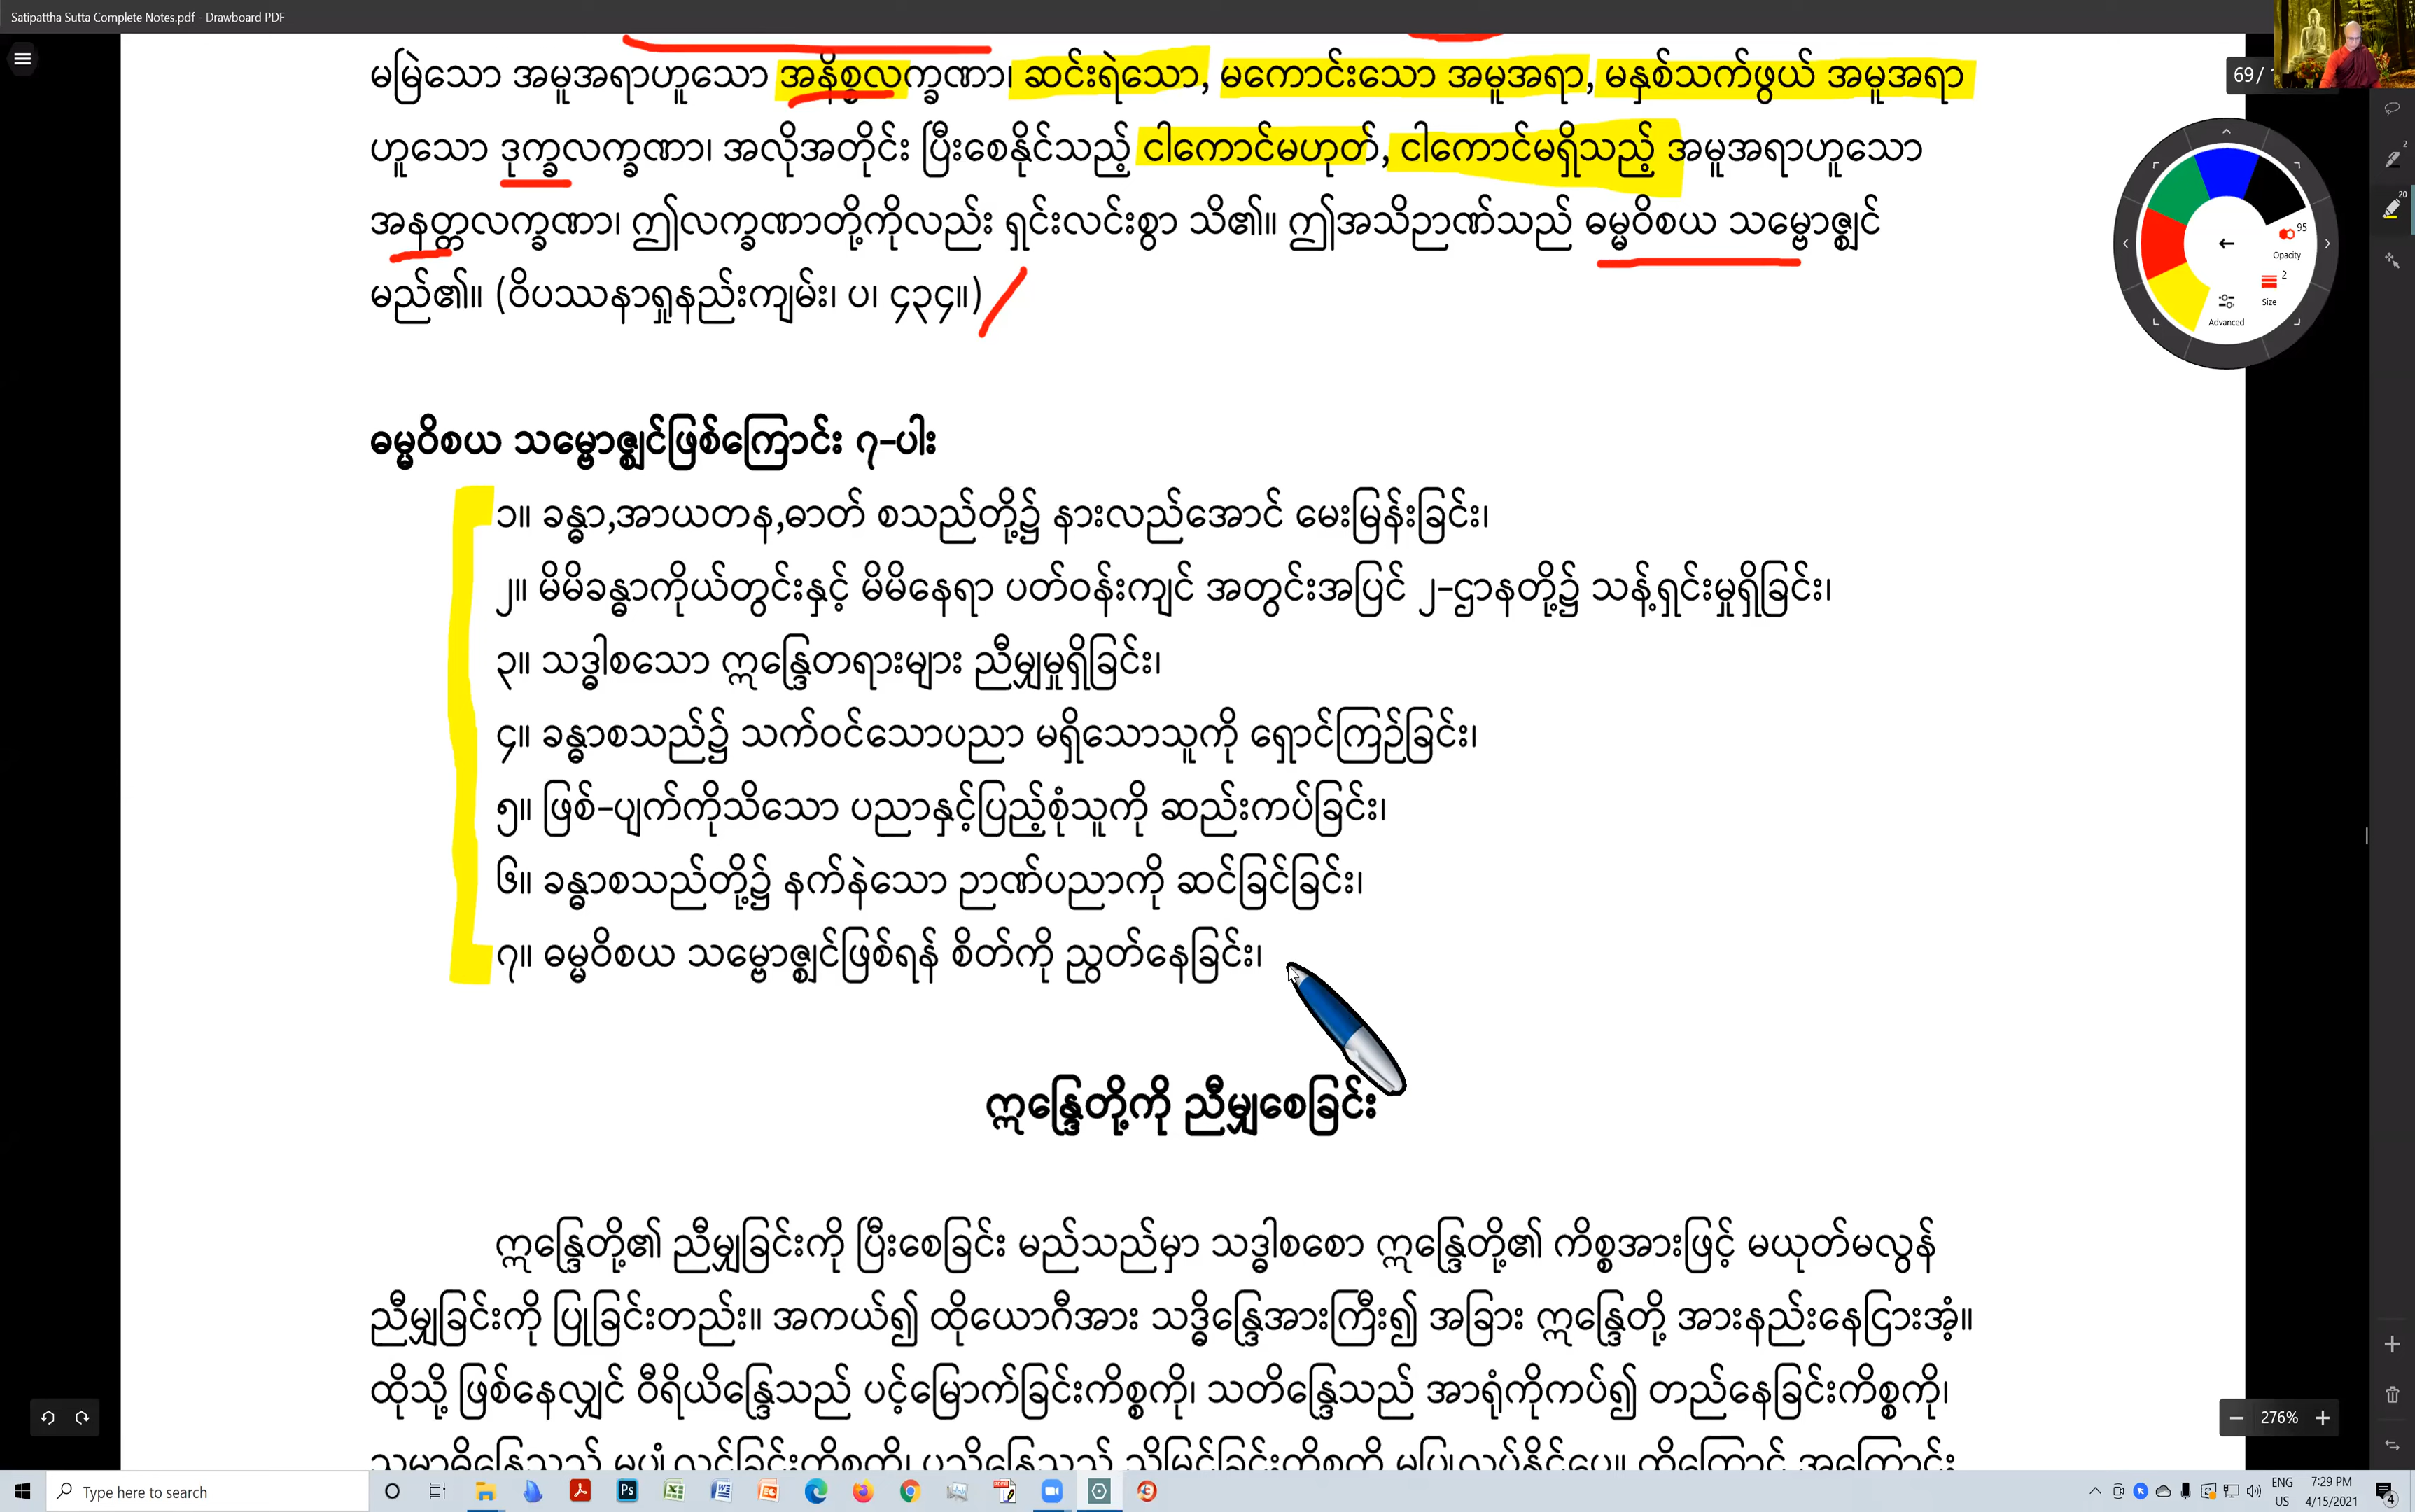 Satipattha Sutta Complete Notes.pdf - Drawboard PDF
69/
မမြဲသော အမူအရာဟူသော အနိစ္စလက္ခဏာ၊ ဆင်းရဲသော, မကောင်းသော အမူအရာ, မနှစ်သက်ဖွယ် အမူအရာ
ဟူသော ဒုက္ခလက္ခဏာ၊ အလိုအတိုင်း ပြီးစေနိုင်သည့် ငါကောင်မဟုတ်, ငါကောင်မရှိသည့် အမူအရာဟူသော
အနတ္တလက္ခဏာ၊ ဤလက္ခဏာတို့ကိုလည်း ရှင်းလင်းစွာ သိ၏။ ဤအသိဉာဏ်သည် ဓမ္မဝိစယ သမ္ဗောဇ္ဈင်
မည်၏။ (ဝိပဿနာရှုနည်းကျမ်း၊ ပ၊ ၄၃၄။)
ဓမ္မဝိစယ သမ္ဗောဇ္ဈင်ဖြစ်ကြောင်း ၇-ပါး
၁။ ခန္ဓာ,အာယတန,ဓာတ် စသည်တို့၌ နားလည်အောင် မေးမြန်းခြင်း၊
၂။ မိမိခန္ဓာကိုယ်တွင်းနှင့် မိမိနေရာ ပတ်ဝန်းကျင် အတွင်းအပြင် ၂-ဌာနတို့၌ သန့်ရှင်းမှုရှိခြင်း၊
၃။ သဒ္ဓါစသော ဣန္ဒြေတရားများ ညီမျှမှုရှိခြင်း၊
၄။ ခန္ဓာစသည်၌ သက်ဝင်သောပညာ မရှိသောသူကို ရှောင်ကြဉ်ခြင်း၊
၅။ ဖြစ်-ပျက်ကိုသိသော ပညာနှင့်ပြည့်စုံသူကို ဆည်းကပ်ခြင်း၊
၆။ ခန္ဓာစသည်တို့၌ နက်နဲသော ဉာဏ်ပညာကို ဆင်ခြင်ခြင်း၊
၇။ ဓမ္မဝိစယ သမ္ဗောဇ္ဈင်ဖြစ်ရန် စိတ်ကို ညွတ်နေခြင်း၊
ဣန္ဒြေတို့ကို ညီမျှစေခြင်း
ဣန္ဒြေတို့၏ ညီမျှခြင်းကို ပြီးစေခြင်း မည်သည်မှာ သဒ္ဓါစစော ဣန္ဒြေတို့၏ ကိစ္စအားဖြင့် မယုတ်မလွန်
ညီမျှခြင်းကို ပြုခြင်းတည်း။ အကယ်၍ ထိုယောဂီအား သဒ္ဓိန္ဒြေအားကြီး၍ အခြား ဣန္ဒြေတို့ အားနည်းနေငြားအံ့။
ထိုသို့ ဖြစ်နေလျှင် ဝီရိယိန္ဒြေသည် ပင့်မြောက်ခြင်းကိစ္စကို၊ သတိန္ဒြေသည် အာရုံကိုကပ်၍ တည်နေခြင်းကိစ္စကို၊
95
Opacity
2
Size
Advanced
2
20
276%
Type here to search
ENG
US
7:29 PM
4/15/2021
4